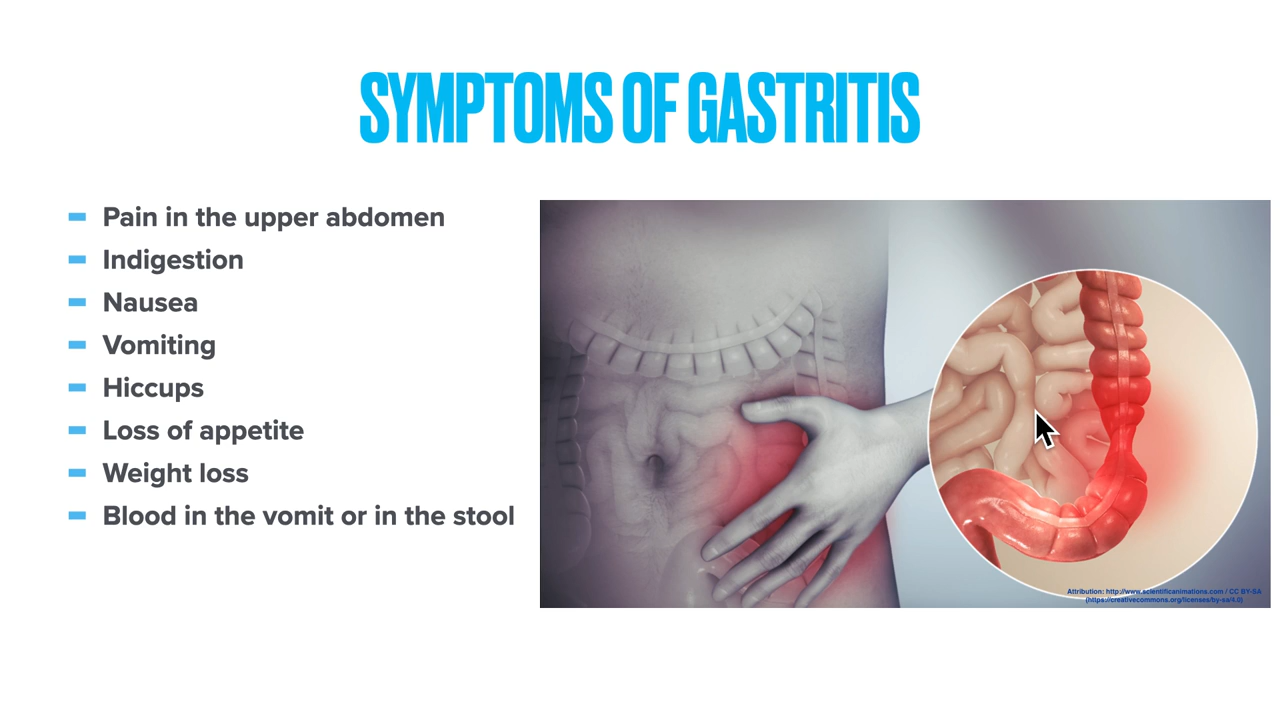 SYMPTOMS OF GASTRITIS
Pain in the upper abdomen
Indigestion
Nausea
Vomiting
Hiccups
Loss of appetite
Weight loss
Blood in the vomit or in the stool
Attribution: http://www.scientificanimations.com / CC BY-SA
(https://creativecommons.org/licenses/by-sa/4.0)